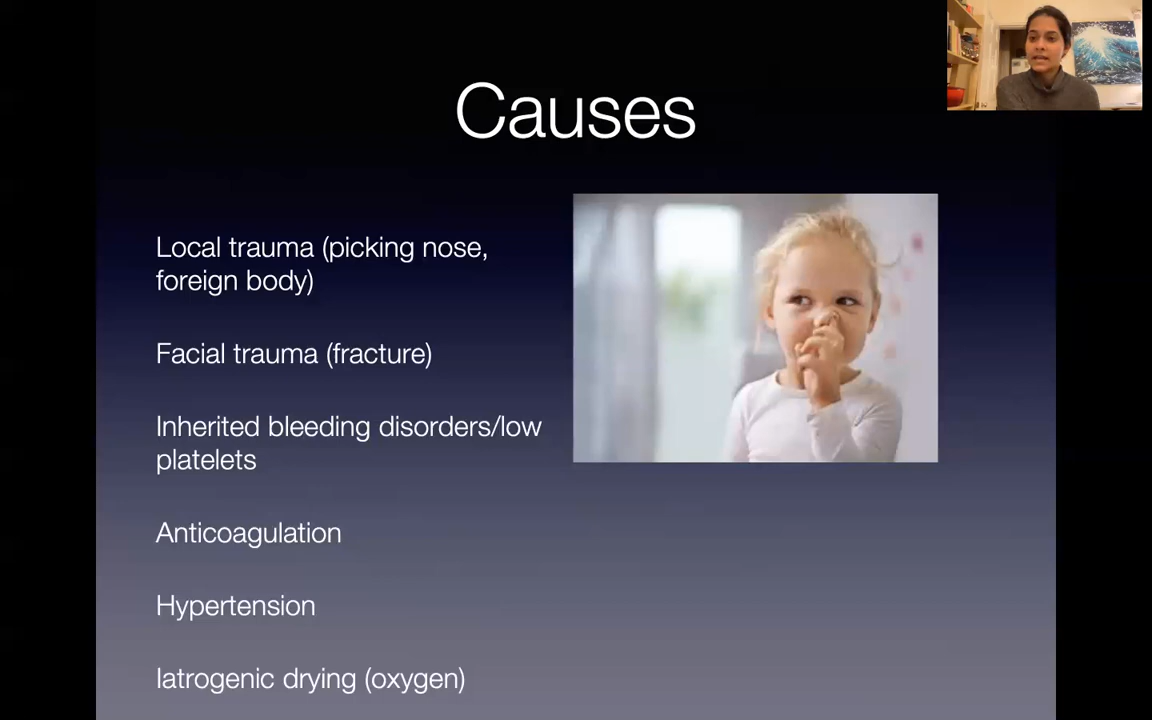 Causes
Local trauma (picking nose,
foreign body)
Facial trauma (fracture)
Inherited bleeding disorders/low
platelets
Anticoagulation
Hypertension
Iatrogenic drying (oxygen)